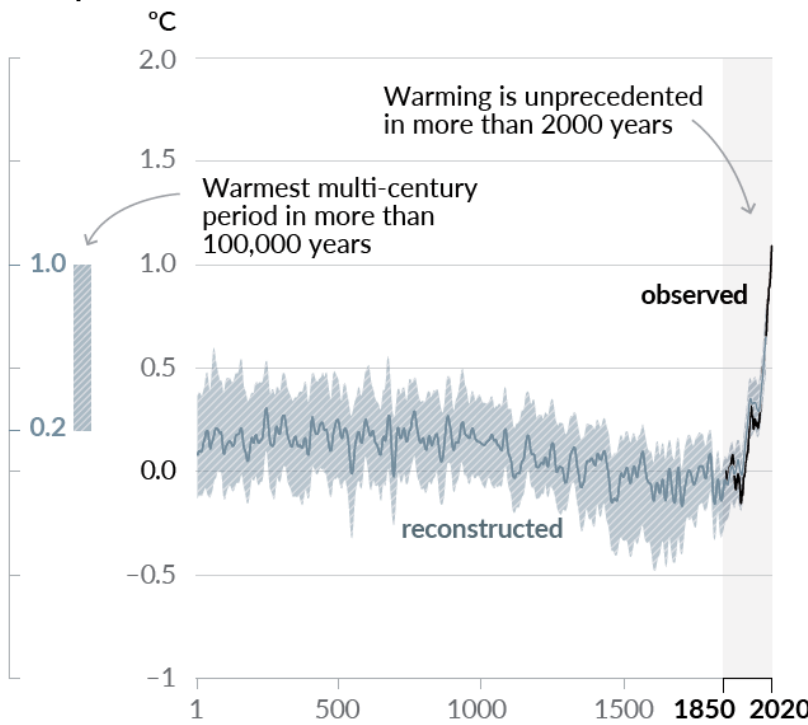 °C
2.0
Warming is unprecedented
in more than 2000 years
1.5
Warmest multi-century
period in more than
100,000 years
1.0
1.0
observed
0.5
0.2
0.0
reconstructed
−0.5
−1
1 500 1000 1500 1850 2020